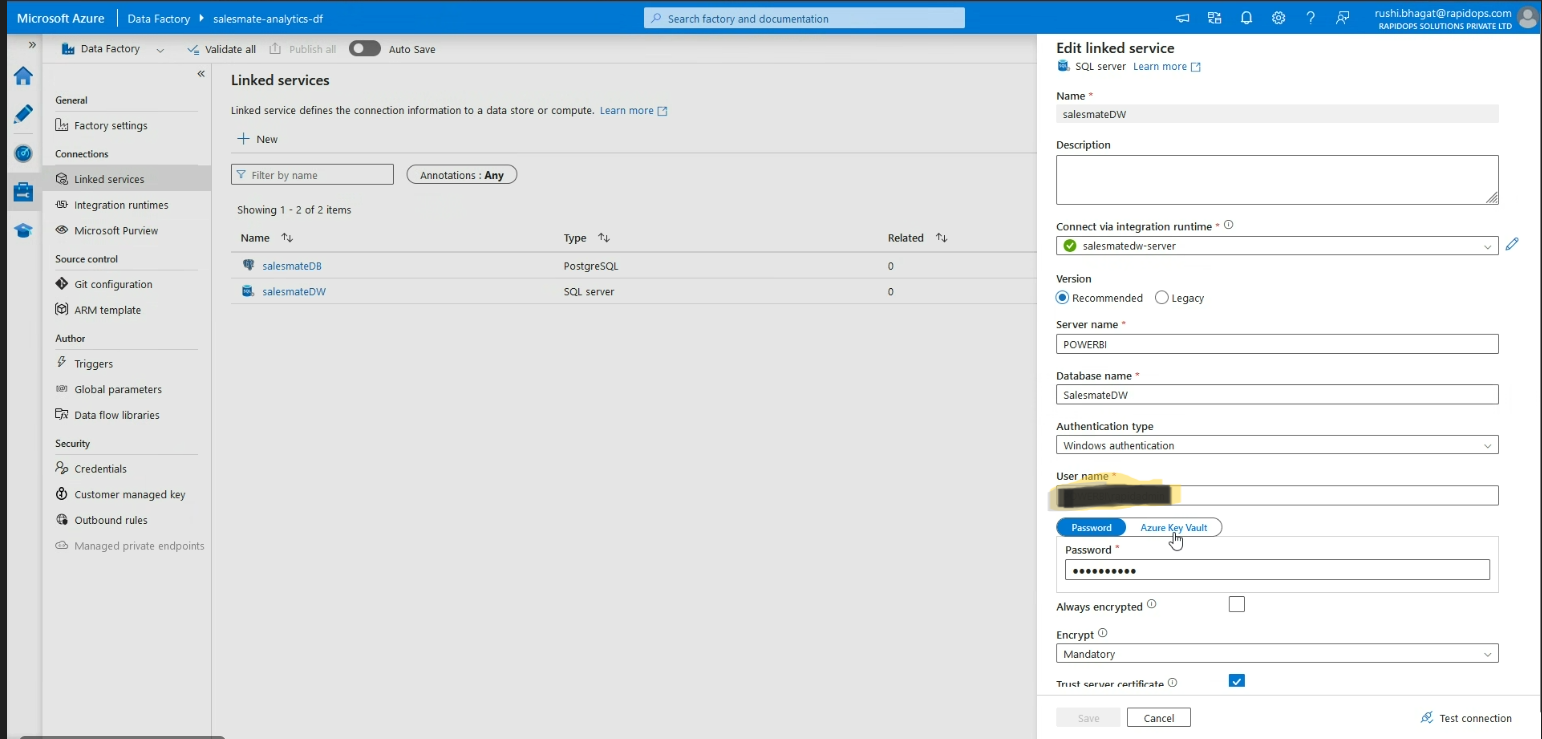 Microsoft Azure | Data Factory ▸ salesmate-analytics-df
Search factory and documentation
rushi.bhagat@rapidops.com
RAPIDOPS SOLUTIONS PRIVATE LTD
»
Data Factory
Validate all
Publish all
Auto Save
«
General
Factory settings
Connections
Linked services
Integration runtimes
Microsoft Purview
Source control
Git configuration
ARM template
Author
Triggers
Global parameters
Data flow libraries
Security
Credentials
Customer managed key
Outbound rules
Managed private endpoints
Linked services
Linked service defines the connection information to a data store or compute. Learn more
New
Filter by name
Annotations : Any
Showing 1 - 2 of 2 items
Name Type Related
salesmateDB PostgreSQL 0
salesmateDW SQL server 0
Edit linked service
SQL server Learn more
Name *
salesmateDW
Description
Connect via integration runtime *
salesmatedw-server
Version
Recommended Legacy
Server name *
POWERBI
Database name *
SalesmateDW
Authentication type
Windows authentication
User name *
Password Azure Key Vault
Password *
••••••••••
Always encrypted
Encrypt
Mandatory
Trust server certificate
Save Cancel Test connection